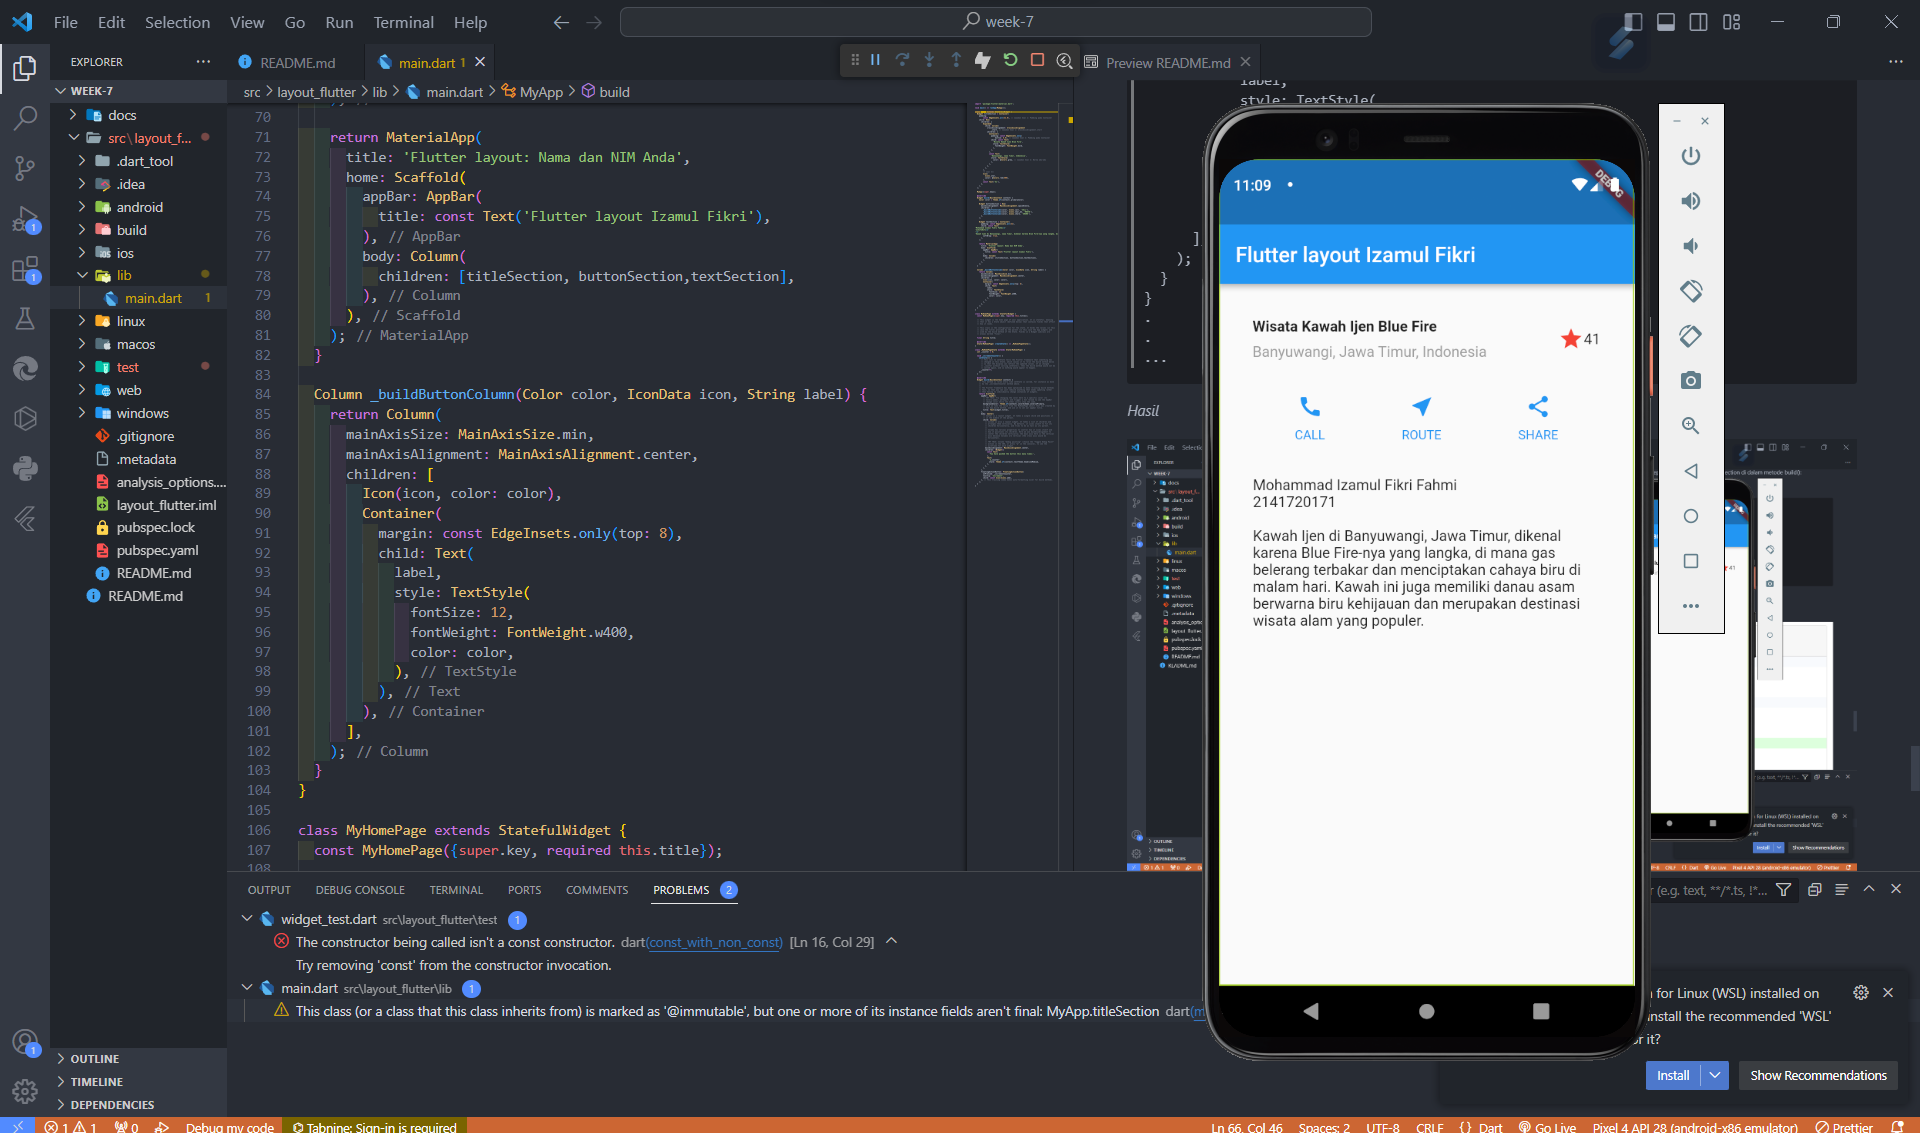 File Edit Selection View Go Run Terminal Help
week-7
EXPLORER
README.md
main.dart 1
Preview README.md
WEEK-7
src > layout_flutter > lib > main.dart > MyApp > build
docs
src\layout_f...
.dart_tool
.idea
android
build
ios
lib
main.dart 1
linux
macos
test
web
windows
.gitignore
.metadata
analysis_options....
layout_flutter.iml
pubspec.lock
pubspec.yaml
README.md
README.md
OUTLINE
TIMELINE
DEPENDENCIES
70
71 return MaterialApp(
72 title: 'Flutter layout: Nama dan NIM Anda',
73 home: Scaffold(
74 appBar: AppBar(
75 title: const Text('Flutter layout Izamul Fikri'),
76 ), // AppBar
77 body: Column(
78 children: [titleSection, buttonSection,textSection],
79 ), // Column
80 ), // Scaffold
81 ); // MaterialApp
82 }
83
84 Column _buildButtonColumn(Color color, IconData icon, String label) {
85 return Column(
86 mainAxisSize: MainAxisSize.min,
87 mainAxisAlignment: MainAxisAlignment.center,
88 children: [
89 Icon(icon, color: color),
90 Container(
91 margin: const EdgeInsets.only(top: 8),
92 child: Text(
93 label,
94 style: TextStyle(
95 fontSize: 12,
96 fontWeight: FontWeight.w400,
97 color: color,
98 ), // TextStyle
99 ), // Text
100 ), // Container
101 ],
102 ); // Column
103 }
104 }
105
106 class MyHomePage extends StatefulWidget {
107 const MyHomePage({super.key, required this.title});
108
label,
style: TextStyle(
]
);
}
}
.
.
...
Hasil
11:09
DEBUG
Flutter layout Izamul Fikri
Wisata Kawah Ijen Blue Fire
Banyuwangi, Jawa Timur, Indonesia
41
CALL ROUTE SHARE
Mohammad Izamul Fikri Fahmi
2141720171
Kawah Ijen di Banyuwangi, Jawa Timur, dikenal
karena Blue Fire-nya yang langka, di mana gas
belerang terbakar dan menciptakan cahaya biru di
malam hari. Kawah ini juga memiliki danau asam
berwarna biru kehijauan dan merupakan destinasi
wisata alam yang populer.
OUTPUT DEBUG CONSOLE TERMINAL PORTS COMMENTS PROBLEMS 2
(e.g. text, **/*.ts, !*...
widget_test.dart src\layout_flutter\test 1
The constructor being called isn't a const constructor. dart(const_with_non_const) [Ln 16, Col 29]
Try removing 'const' from the constructor invocation.
main.dart src\layout_flutter\lib 1
This class (or a class that this class inherits from) is marked as '@immutable', but one or more of its instance fields aren't final: MyApp.titleSection dart(m
for Linux (WSL) installed on
nstall the recommended 'WSL'
r it?
Install
Show Recommendations
1 1 0 Debug my code Tabnine: Sign-in is required
Ln 66, Col 46 Spaces: 2 UTF-8 CRLF {} Dart Go Live Pixel 4 API 28 (android-x86 emulator) Prettier